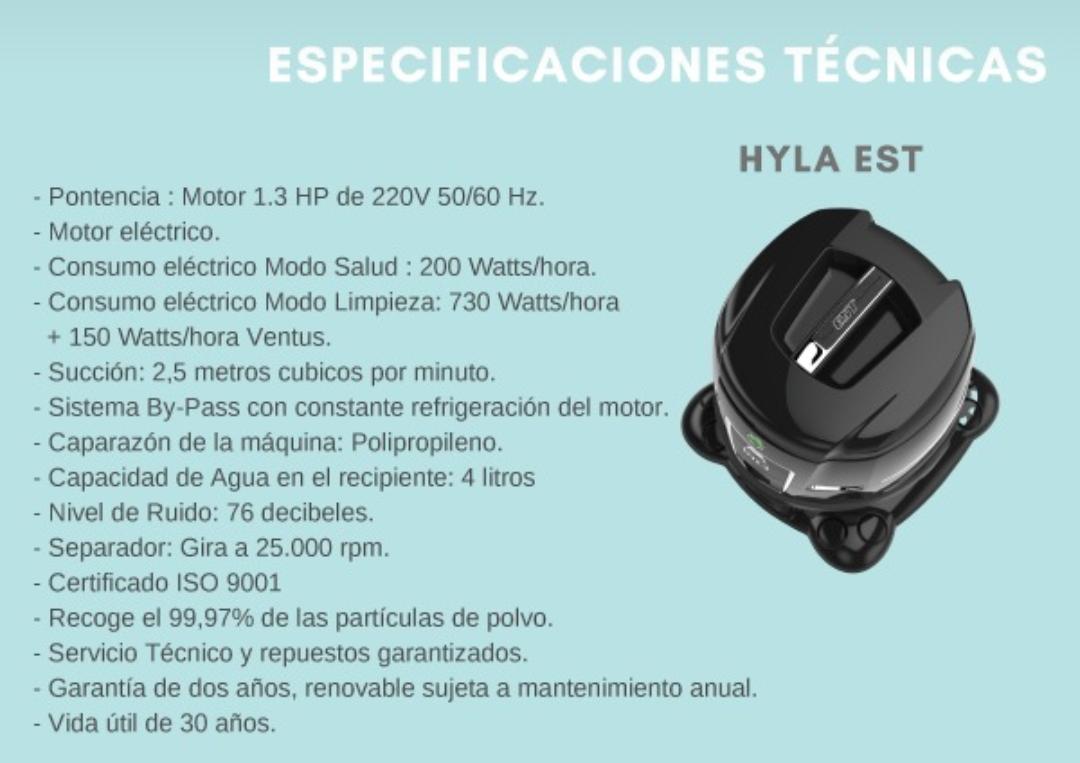 ESPECIFICACIONES TÉCNICAS
HYLA EST
- Pontencia : Motor 1.3 HP de 220V 50/60 Hz.
- Motor eléctrico.
- Consumo eléctrico Modo Salud : 200 Watts/hora.
- Consumo eléctrico Modo Limpieza: 730 Watts/hora
+ 150 Watts/hora Ventus.
- Succión: 2,5 metros cubicos por minuto.
- Sistema By-Pass con constante refrigeración del motor.
- Caparazón de la máquina: Polipropileno.
- Capacidad de Agua en el recipiente: 4 litros
- Nivel de Ruido: 76 decibeles.
- Separador: Gira a 25.000 rpm.
- Certificado ISO 9001
- Recoge el 99,97% de las partículas de polvo.
- Servicio Técnico y repuestos garantizados.
- Garantía de dos años, renovable sujeta a mantenimiento anual.
- Vida útil de 30 años.